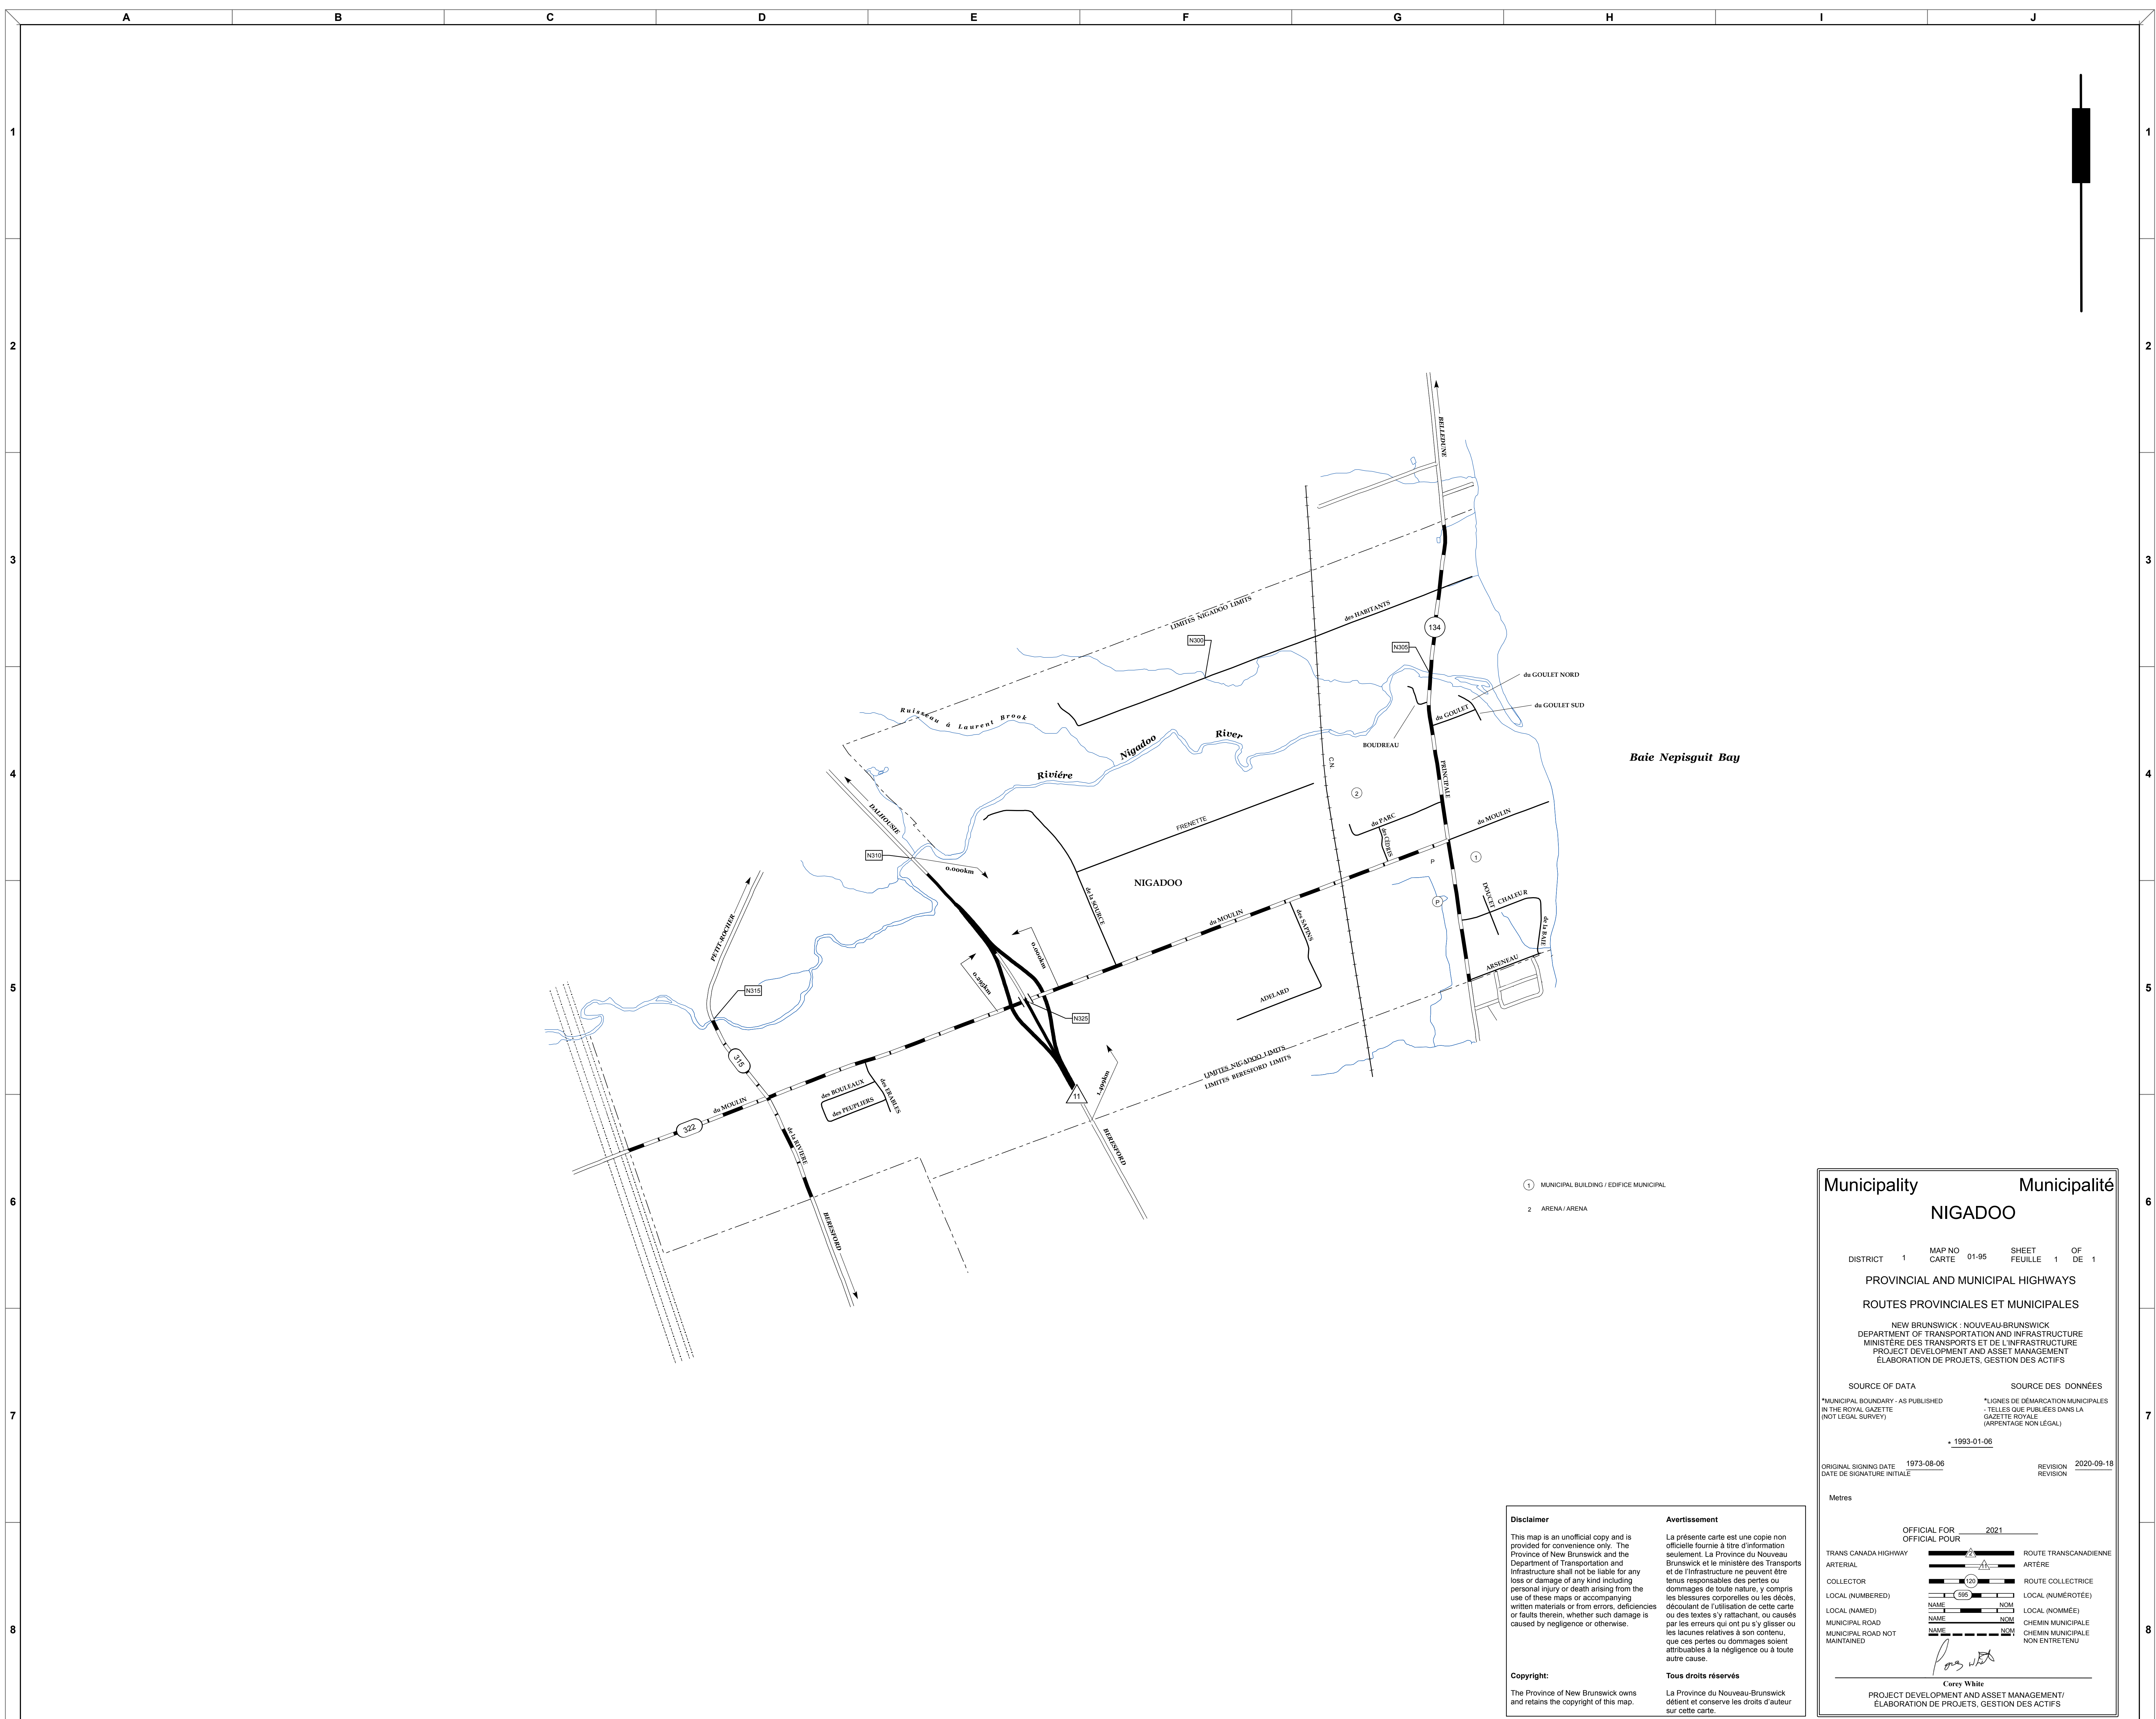 A B C D E F G H I J
1 1
2 2
3 3
4 4
5 5
6 6
7 7
8 8
BELLEDUNE
LIMITES NIGADOO LIMITS
des HABITANTS
134
N300
N305
du GOULET NORD
du GOULET SUD
du GOULET
BOUDREAU
Ruisseau à Laurent Brook
Riviére Nigadoo River
Baie Nepisguit Bay
C.N.
PRINCIPALE
2
DALHOUSIE
FRENETTE
du PARC
des CÉDRIS
du MOULIN
N310
0.000km
P
1
NIGADOO
de la SOURCE
DOUCET
CHALEUR
P
de la BAIE
PETIT-ROCHER
du MOULIN
des SAPINS
0.000km
0.295km
ARSENEAU
N315
ADELARD
N325
315
LIMITES NIGADOO LIMITS
LIMITES BERESFORD LIMITS
1.499km
des BOULEAUX
des ERABLES
des PEUPLIERS
11
du MOULIN
322
de la RIVIERE
BERESFORD
BERESFORD
1 MUNICIPAL BUILDING / EDIFICE MUNICIPAL
2 ARENA / ARENA
Municipality Municipalité
NIGADOO
DISTRICT 1 MAP NO CARTE 01-95 SHEET FEUILLE 1 OF DE 1
PROVINCIAL AND MUNICIPAL HIGHWAYS
ROUTES PROVINCIALES ET MUNICIPALES
NEW BRUNSWICK : NOUVEAU-BRUNSWICK
DEPARTMENT OF TRANSPORTATION AND INFRASTRUCTURE
MINISTÈRE DES TRANSPORTS ET DE L'INFRASTRUCTURE
PROJECT DEVELOPMENT AND ASSET MANAGEMENT
ÉLABORATION DE PROJETS, GESTION DES ACTIFS
SOURCE OF DATA SOURCE DES DONNÉES
*MUNICIPAL BOUNDARY - AS PUBLISHED
IN THE ROYAL GAZETTE
(NOT LEGAL SURVEY)
*LIGNES DE DÉMARCATION MUNICIPALES
- TELLES QUE PUBLIÉES DANS LA
GAZETTE ROYALE
(ARPENTAGE NON LÉGAL)
* 1993-01-06
ORIGINAL SIGNING DATE 1973-08-06
DATE DE SIGNATURE INITIALE
REVISION 2020-09-18
REVISION
Metres
OFFICIAL FOR 2021
OFFICIAL POUR
TRANS CANADA HIGHWAY 2 ROUTE TRANSCANADIENNE
ARTERIAL 11 ARTÈRE
COLLECTOR 120 ROUTE COLLECTRICE
LOCAL (NUMBERED) 595 LOCAL (NUMÉROTÉE)
LOCAL (NAMED) NAME NOM LOCAL (NOMMÉE)
MUNICIPAL ROAD NAME NOM CHEMIN MUNICIPALE
MUNICIPAL ROAD NOT MAINTAINED NAME NOM CHEMIN MUNICIPALE NON ENTRETENU
Corey White
Corey White
PROJECT DEVELOPMENT AND ASSET MANAGEMENT/
ÉLABORATION DE PROJETS, GESTION DES ACTIFS
Disclaimer
This map is an unofficial copy and is
provided for convenience only. The
Province of New Brunswick and the
Department of Transportation and
Infrastructure shall not be liable for any
loss or damage of any kind including
personal injury or death arising from the
use of these maps or accompanying
written materials or from errors, deficiencies
or faults therein, whether such damage is
caused by negligence or otherwise.
Copyright:
The Province of New Brunswick owns
and retains the copyright of this map.
Avertissement
La présente carte est une copie non
officielle fournie à titre d'information
seulement. La Province du Nouveau
Brunswick et le ministère des Transports
et de l'Infrastructure ne peuvent être
tenus responsables des pertes ou
dommages de toute nature, y compris
les blessures corporelles ou les décès,
découlant de l'utilisation de cette carte
ou des textes s'y rattachant, ou causés
par les erreurs qui ont pu s'y glisser ou
les lacunes relatives à son contenu,
que ces pertes ou dommages soient
attribuables à la négligence ou à toute
autre cause.
Tous droits réservés
La Province du Nouveau-Brunswick
détient et conserve les droits d'auteur
sur cette carte.